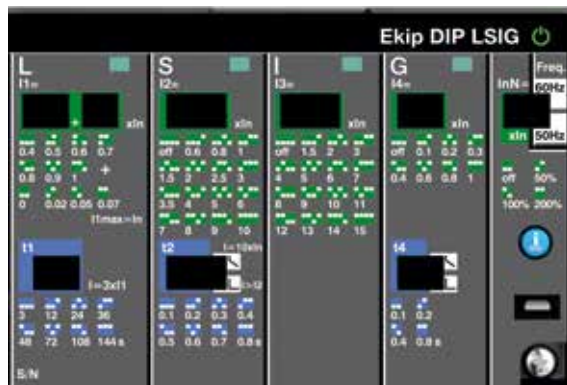 Ekip DIP LSIG
L
I1=
xIn
0.4 0.5 0.6 0.7
+
0.8 0.9 1 +
0 0.02 0.05 0.07
I1max=In
t1
I=3xI1
3 12 24 36
48 72 108 144 s
S/N
S
I2=
xIn
off 0.6 0.8 1
1.5 2 2.5 3
3.5 4 5 6
7 8 9 10
t2
I=10xIn
I>I2
0.1 0.2 0.3 0.4
0.5 0.6 0.7 0.8 s
I
I3=
xIn
off 1.5 2 3
4 5 6 7
8 9 10 11
12 13 14 15
G
I4=
xIn
off 0.1 0.2 0.3
0.4 0.6 0.8 1
t4
0.1 0.2
0.4 0.8 s
InN=
Freq.
60Hz
xIn
50Hz
off 50%
100% 200%